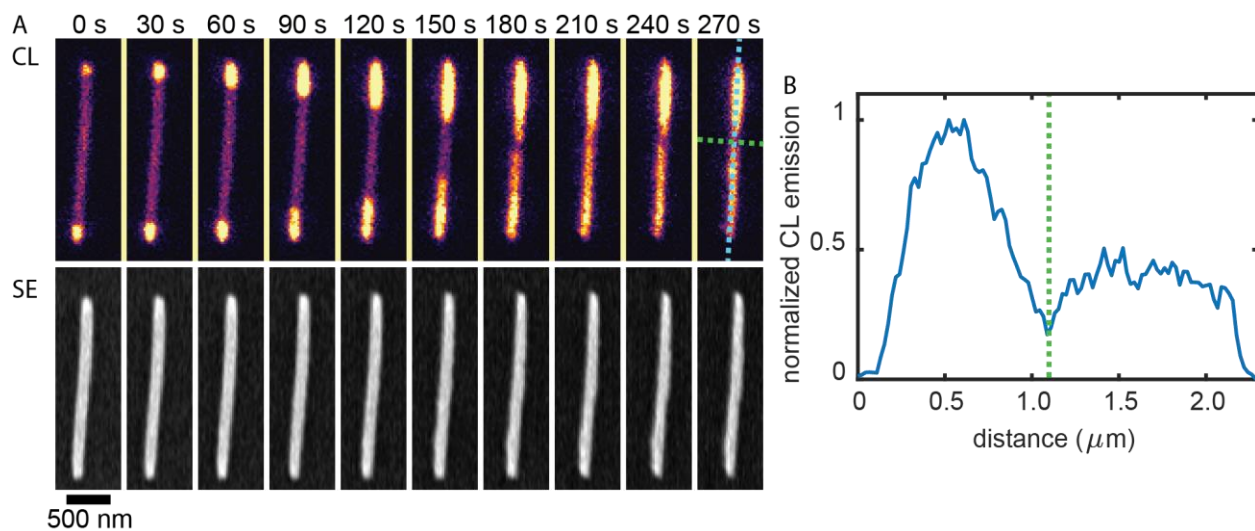 A
0 s 30 s 60 s 90 s 120 s 150 s 180 s 210 s 240 s 270 s
CL
SE
500 nm
B
normalized CL emission
1
0.5
0
0 0.5 1.0 1.5 2.0
distance (μm)